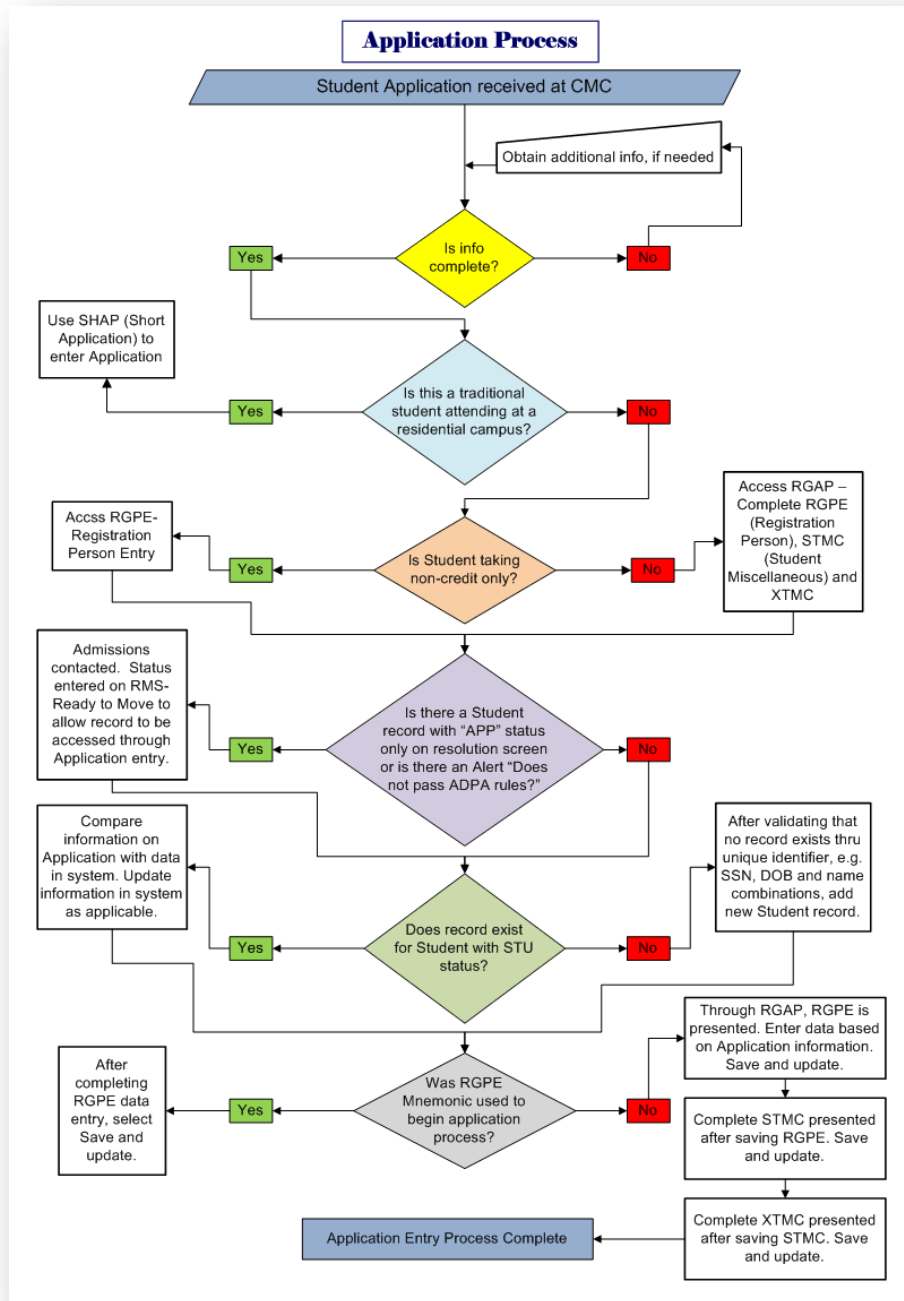 Application Process
Student Application received at CMC
Obtain additional info, if needed
Is info
complete?
Yes
No
Use SHAP (Short
Application) to
enter Application
Is this a traditional
student attending at a
residential campus?
Yes
No
Accss RGPE-
Registration
Person Entry
Is Student taking
non-credit only?
Yes
No
Access RGAP –
Complete RGPE
(Registration
Person), STMC
(Student
Miscellaneous) and
XTMC
Admissions
contacted.  Status
entered on RMS-
Ready to Move to
allow record to be
accessed through
Application entry.
Is there a Student
record with “APP” status
only on resolution screen
or is there an Alert “Does
not pass ADPA rules?”
Yes
No
Compare
information on
Application with data
in system. Update
information in system
as applicable.
Does record exist
for Student with STU
status?
Yes
No
After validating that
no record exists thru
unique identifier, e.g.
SSN, DOB and name
combinations, add
new Student record.
After
completing
RGPE data
entry, select
Save and
update.
Was RGPE
Mnemonic used to
begin application
process?
Yes
No
Through RGAP, RGPE is
presented. Enter data based
on Application information.
Save and update.
Complete STMC presented
after saving RGPE. Save
and update.
Complete XTMC presented
after saving STMC. Save
and update.
Application Entry Process Complete